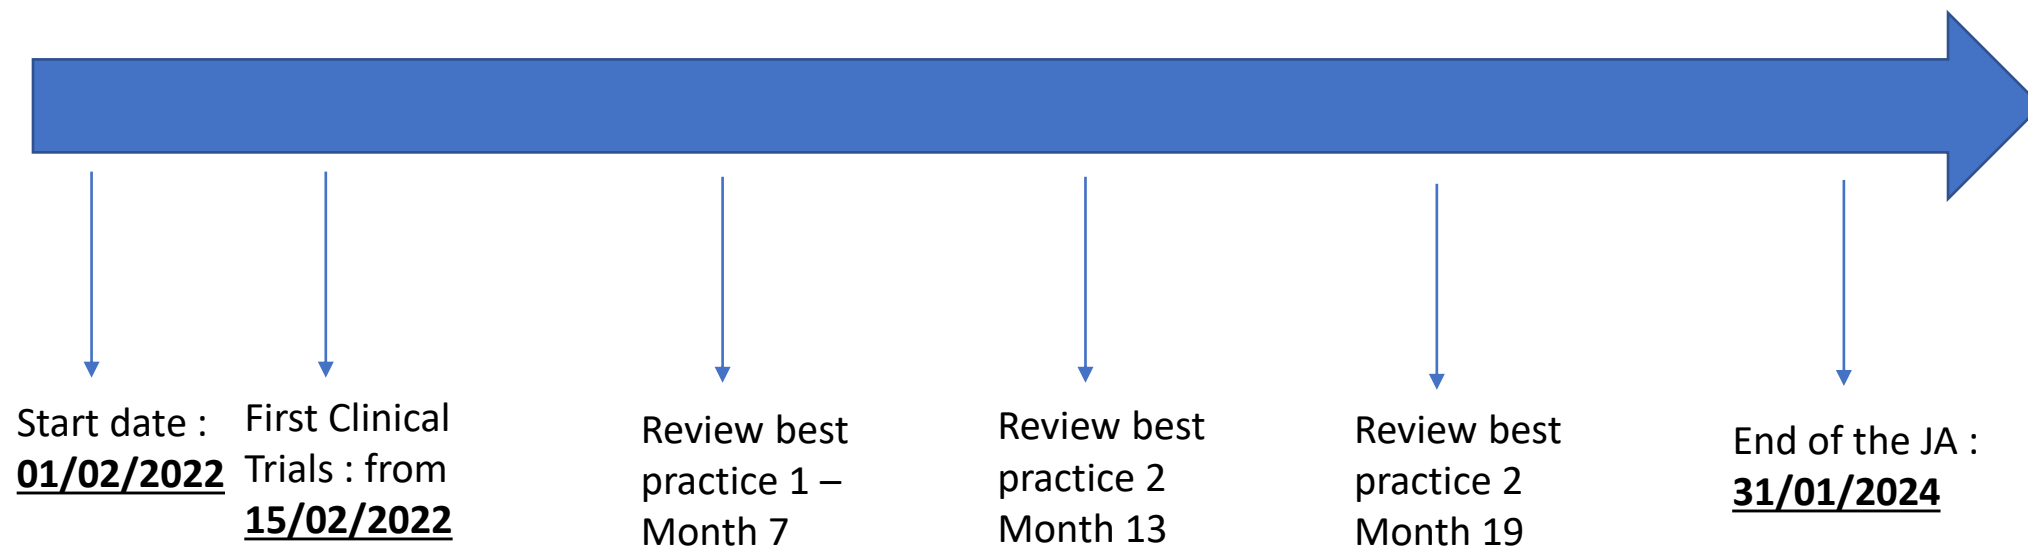 Start date :
01/02/2022
First Clinical
Trials : from
15/02/2022
Review best
practice 1 –
Month 7
Review best
practice 2
Month 13
Review best
practice 2
Month 19
End of the JA :
31/01/2024